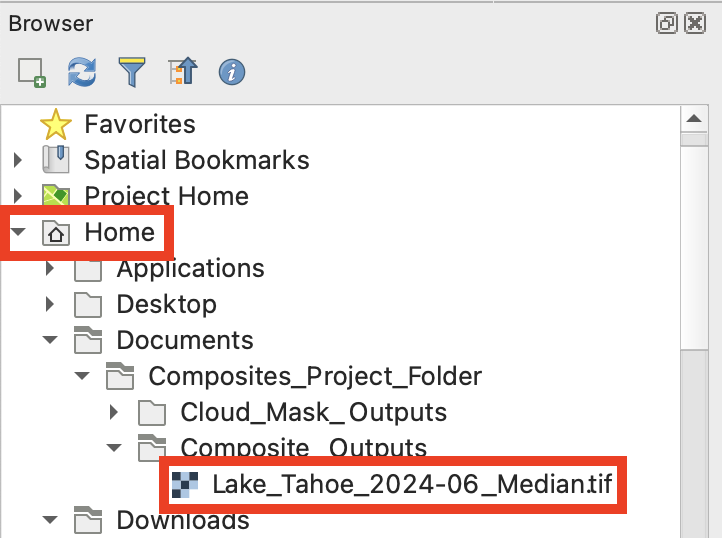 Browser
Favorites
Spatial Bookmarks
Project Home
Home
Applications
Desktop
Documents
Composites_Project_Folder
Cloud_Mask_Outputs
Composite_Outputs
Lake_Tahoe_2024-06_Median.tif
Downloads